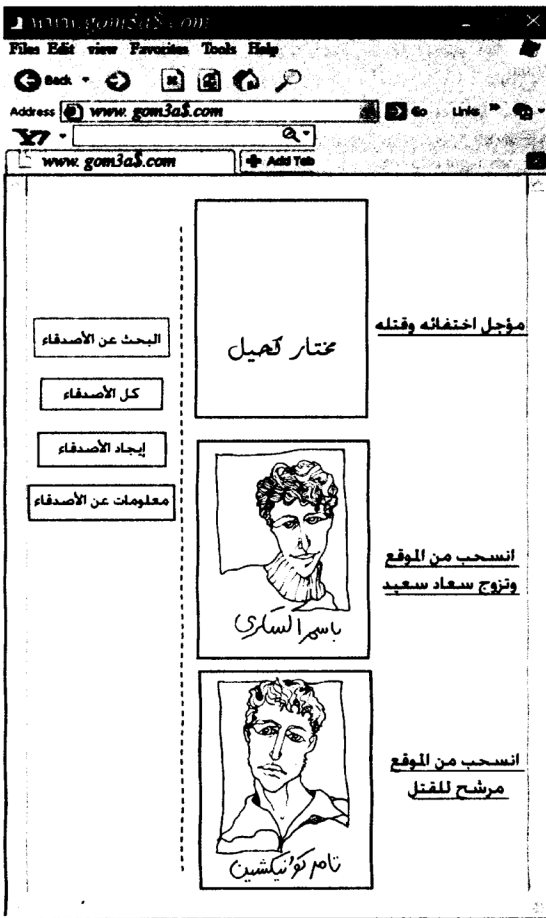 www.gom3a$.com
Files Edit view Favorites Tools Help
Back
Address www. gom3a$.com Go Links »
Y7
www. gom3a$.com Add Tab
مؤجل اختفائه وقتله
مختار كحيل
البحث عن الأصدقاء
كل الأصدقاء
إيجاد الأصدقاء
معلومات عن الأصدقاء
انسحب من الموقع
وتزوج سعاد سعيد
باسم السكري
انسحب من الموقع
مرشح للقتل
تامر كونيكشين